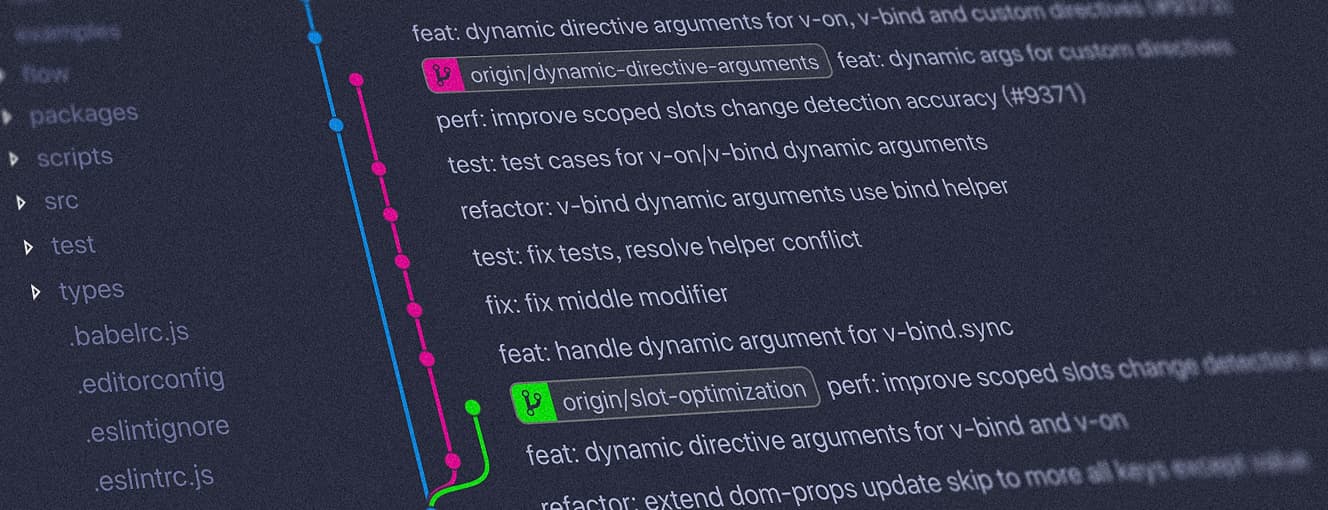 examples
flow
packages
scripts
src
test
types
.babelrc.js
.editorconfig
.eslintignore
.eslintrc.js
feat: dynamic directive arguments for v-on, v-bind and custom directives
origin/dynamic-directive-arguments feat: dynamic args for custom directives
perf: improve scoped slots change detection accuracy (#9371)
test: test cases for v-on/v-bind dynamic arguments
refactor: v-bind dynamic arguments use bind helper
test: fix tests, resolve helper conflict
fix: fix middle modifier
feat: handle dynamic argument for v-bind.sync
origin/slot-optimization perf: improve scoped slots change detection
feat: dynamic directive arguments for v-bind and v-on
refactor: extend dom-props update skip to more all keys except value